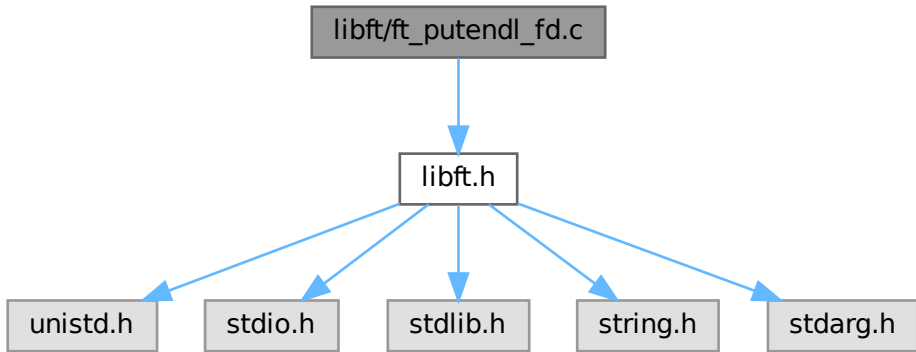 libft/ft_putendl_fd.c
libft.h
unistd.h
stdio.h
stdlib.h
string.h
stdarg.h